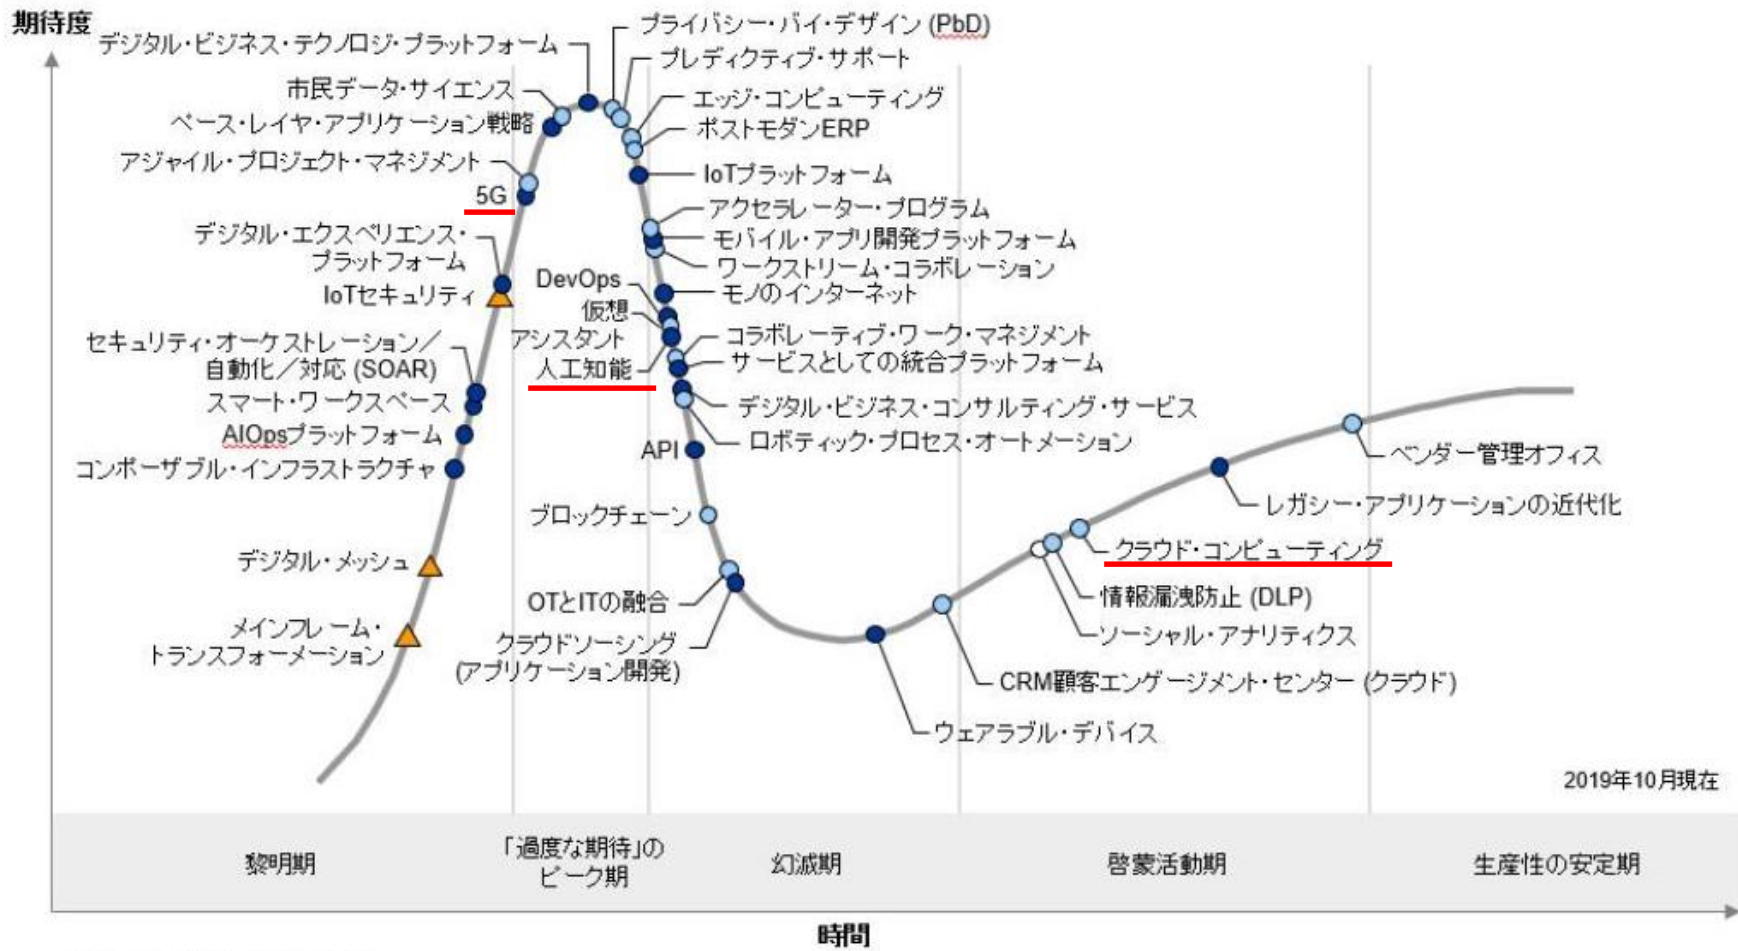 期待度
デジタル・ビジネス・テクノロジ・プラットフォーム
市民データ・サイエンス
ペース・レイヤ・アプリケーション戦略
アジャイル・プロジェクト・マネジメント
5G
デジタル・エクスペリエンス・
プラットフォーム
IoTセキュリティ
セキュリティ・オーケストレーション／
自動化／対応 (SOAR)
スマート・ワークスペース
AIOpsプラットフォーム
コンポーザブル・インフラストラクチャ
デジタル・メッシュ
メインフレーム・
トランスフォーメーション
プライバシー・バイ・デザイン (PbD)
プレディクティブ・サポート
エッジ・コンピューティング
ポストモダンERP
IoTプラットフォーム
アクセラレーター・プログラム
モバイル・アプリ開発プラットフォーム
ワークストリーム・コラボレーション
モノのインターネット
DevOps
仮想
アシスタント
人工知能
コラボレーティブ・ワーク・マネジメント
サービスとしての統合プラットフォーム
デジタル・ビジネス・コンサルティング・サービス
ロボティック・プロセス・オートメーション
API
ブロックチェーン
OTとITの融合
クラウドソーシング
(アプリケーション開発)
ウェアラブル・デバイス
CRM顧客エンゲージメント・センター (クラウド)
ソーシャル・アナリティクス
情報漏洩防止 (DLP)
クラウド・コンピューティング
レガシー・アプリケーションの近代化
ベンダー管理オフィス
2019年10月現在
黎明期
「過度な期待」の
ピーク期
幻滅期
啓蒙活動期
生産性の安定期
時間